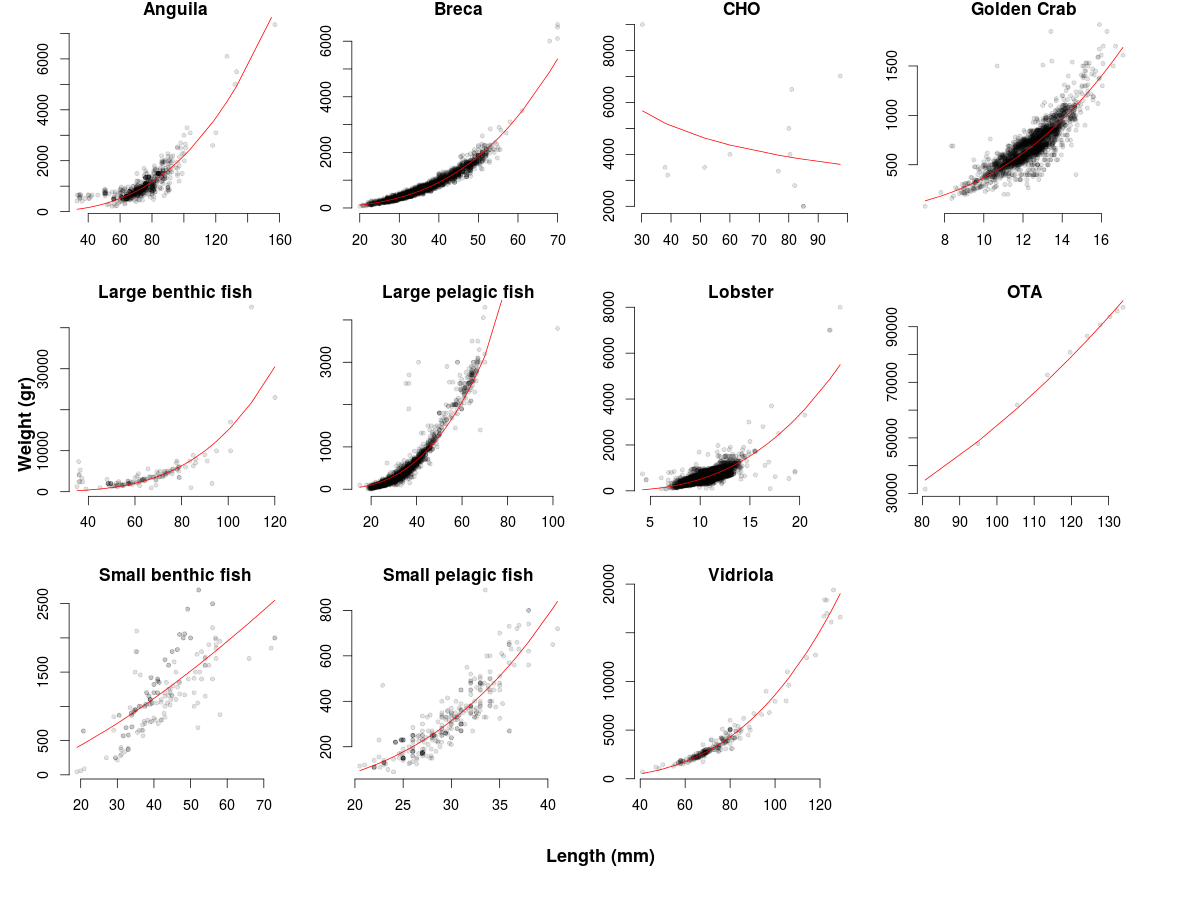 Anguila
Breca
CHO
Golden Crab
0 2000 4000 6000
40 60 80 120 160
0 2000 4000 6000
20 30 40 50 60 70
2000 4000 6000 8000
30 40 50 60 70 80 90
500 1000 1500
8 10 12 14 16
Large benthic fish
Large pelagic fish
Lobster
OTA
Weight (gr)
0 10000 30000
40 60 80 100 120
0 1000 3000
20 40 60 80 100
0 2000 4000 6000 8000
5 10 15 20
30000 50000 70000 90000
80 90 100 110 120 130
Small benthic fish
Small pelagic fish
Vidriola
0 500 1500 2500
20 30 40 50 60 70
200 400 600 800
20 25 30 35 40
0 5000 10000 20000
40 60 80 100 120
Length (mm)